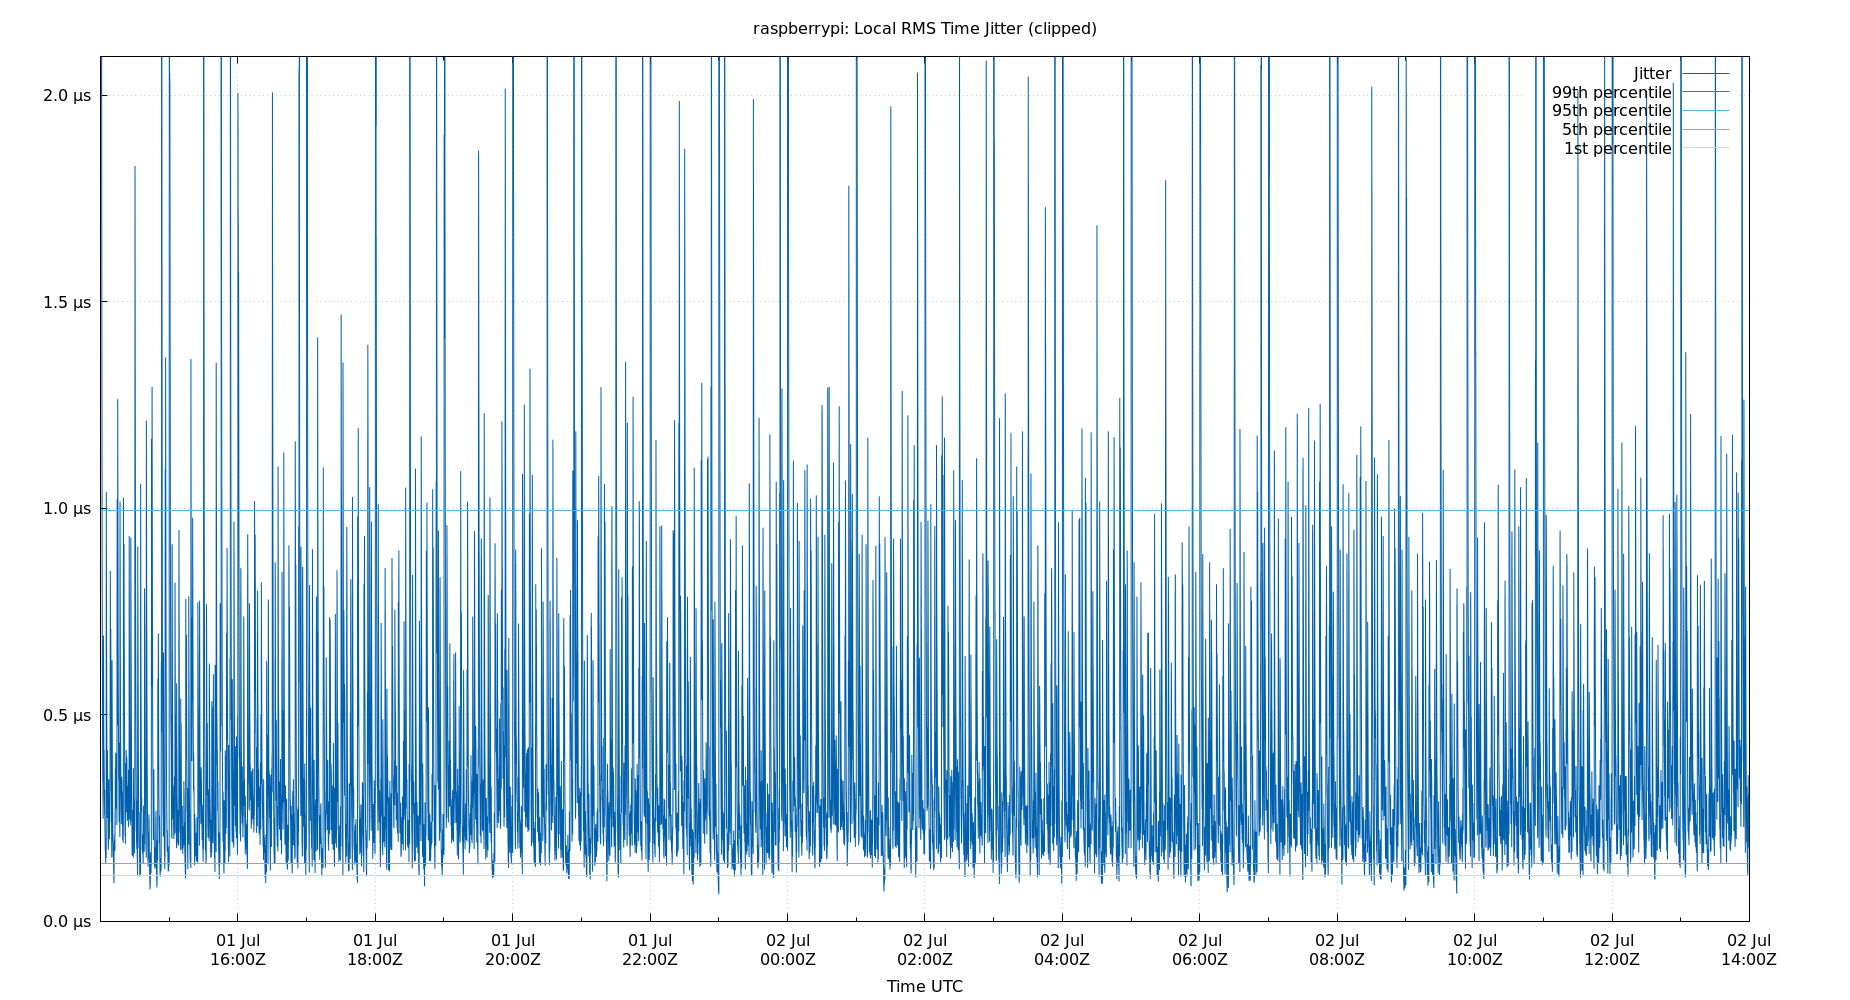 raspberrypi: Local RMS Time Jitter (clipped)
2.0 µs
1.5 µs
1.0 µs
0.5 µs
0.0 µs
Jitter
99th percentile
95th percentile
5th percentile
1st percentile
01 Jul
16:00Z
01 Jul
18:00Z
01 Jul
20:00Z
01 Jul
22:00Z
02 Jul
00:00Z
02 Jul
02:00Z
02 Jul
04:00Z
02 Jul
06:00Z
02 Jul
08:00Z
02 Jul
10:00Z
02 Jul
12:00Z
02 Jul
14:00Z
Time UTC